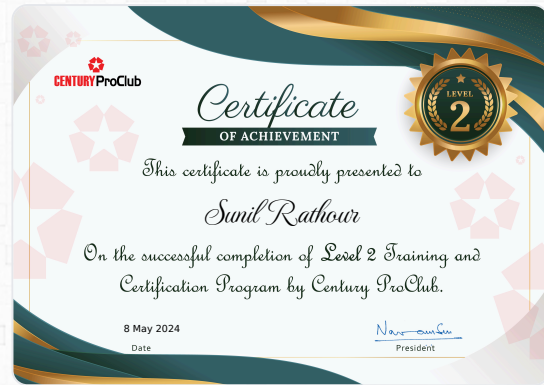 CENTURY ProClub
LEVEL
2
Certificate
OF ACHIEVEMENT
This certificate is proudly presented to
Sunil Rathour
On the successful completion of Level 2 Training and
Certification Program by Century ProClub.
8 May 2024
Date
President